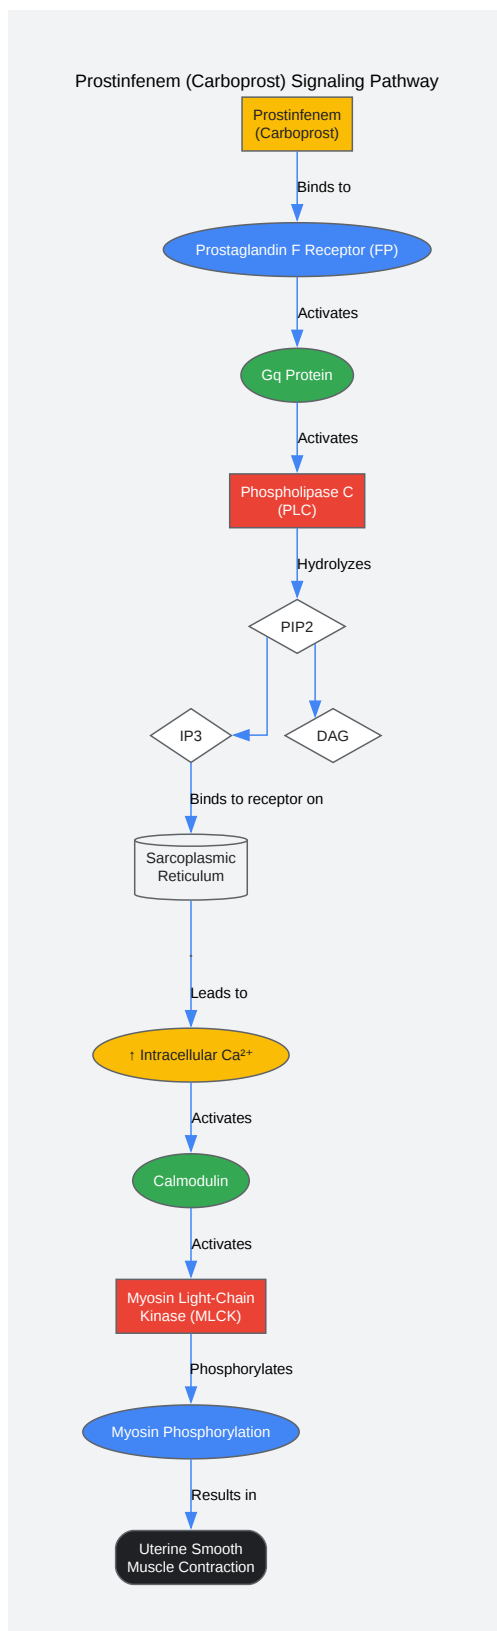 Prostinfenem (Carboprost) Signaling Pathway
Prostinfenem
(Carboprost)
Binds to
Prostaglandin F Receptor (FP)
Activates
Gq Protein
Activates
Phospholipase C
(PLC)
Hydrolyzes
PIP2
IP3
DAG
Binds to receptor on
Sarcoplasmic
Reticulum
Leads to
↑ Intracellular Ca²⁺
Activates
Calmodulin
Activates
Myosin Light-Chain
Kinase (MLCK)
Phosphorylates
Myosin Phosphorylation
Results in
Uterine Smooth
Muscle Contraction